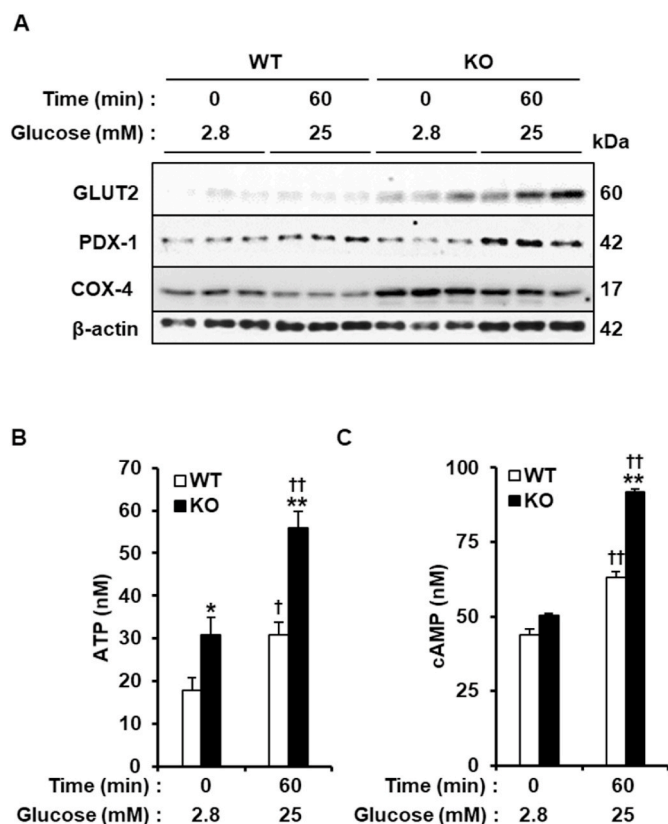 A
WT KO
Time (min) : 0 60 0 60
Glucose (mM) : 2.8 25 2.8 25 kDa
GLUT2 60
PDX-1 42
COX-4 17
β-actin 42
B
70
60
50
40
30
20
10
0
ATP (nM)
WT
KO
*
†
††
**
Time (min) : 0 60
Glucose (mM) : 2.8 25
C
100
75
50
25
0
cAMP (nM)
WT
KO
††
††
**
Time (min) : 0 60
Glucose (mM) : 2.8 25